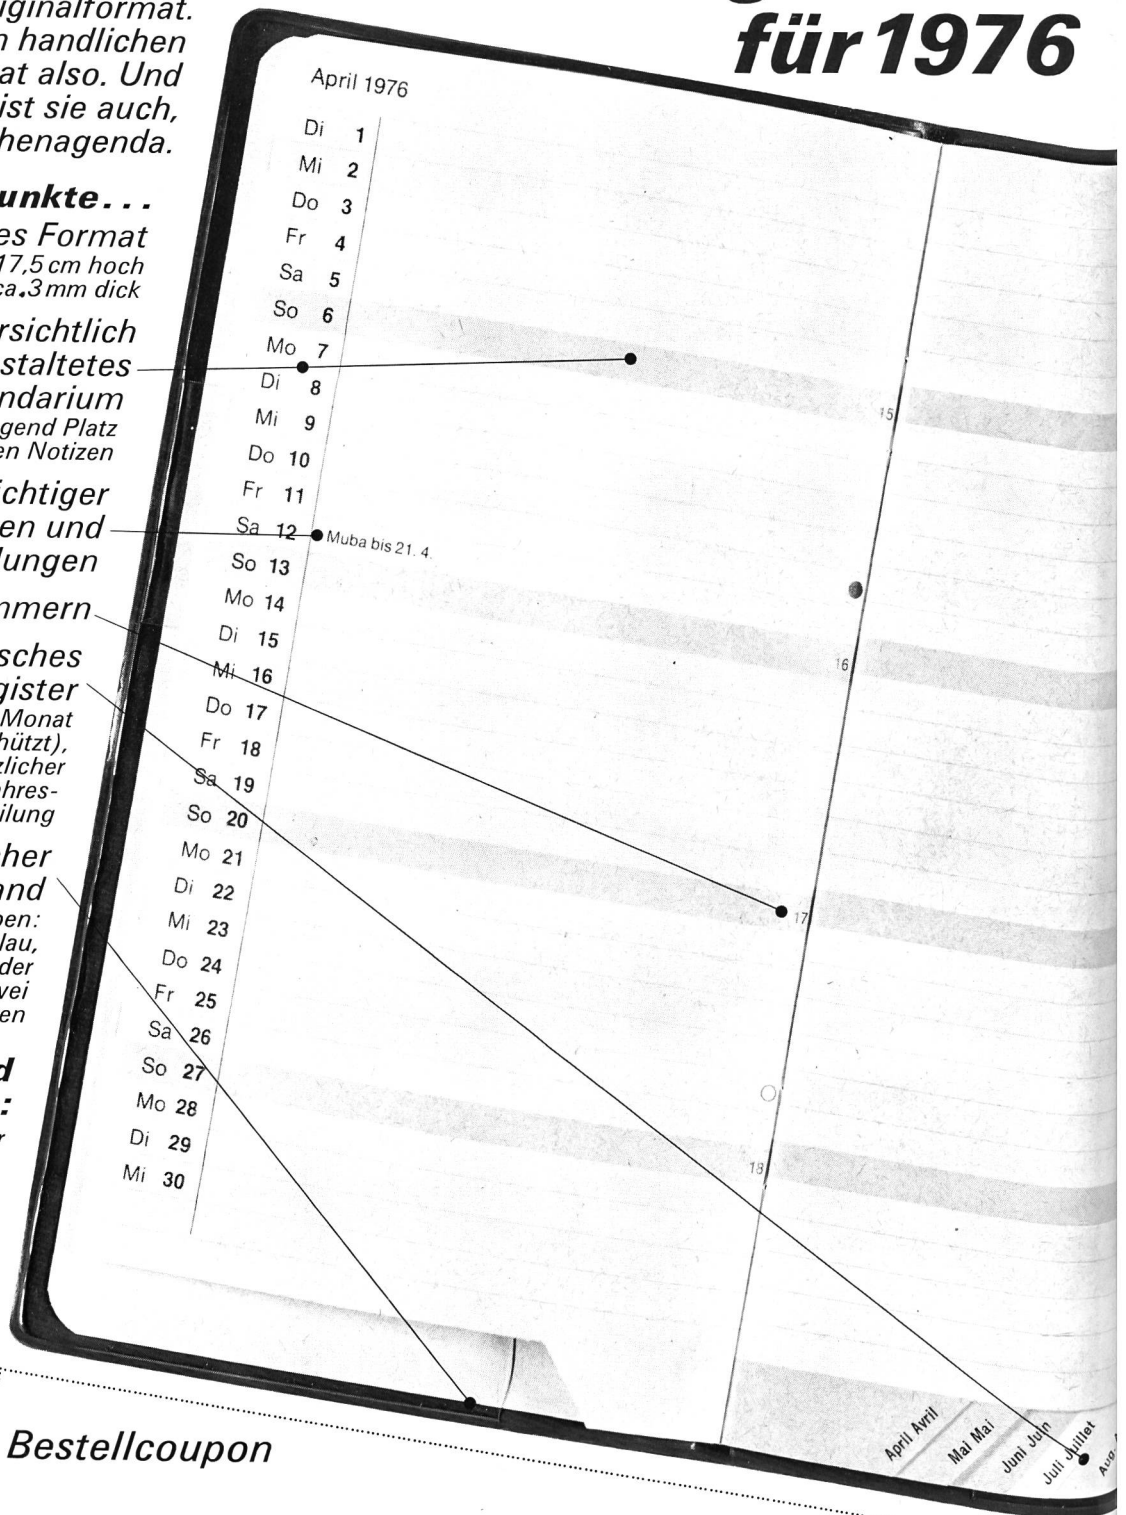 für 1976
iginalformat.
handlichen
at also. Und
ist sie auch,
henagenda.
unkte...
es Format
17,5 cm hoch
ca. 3 mm dick
rsichtlich
staltetes
ndarium
gend Platz
en Notizen
ichtiger
en und
lungen
mmern
sches
gister
Monat
hützt),
zlicher
ahres-
ilung
her
and
ben:
lau,
der
wei
en
d
:
r
April 1976
Di 1
Mi 2
Do 3
Fr 4
Sa 5
So 6
Mo 7
Di 8
Mi 9
Do 10
Fr 11
Sa 12 Muba bis 21. 4.
So 13
Mo 14
Di 15
Mi 16
Do 17
Fr 18
Sa 19
So 20
Mo 21
Di 22
Mi 23
Do 24
Fr 25
Sa 26
So 27
Mo 28
Di 29
Mi 30
15
16
17
18
April Avril
Mai Mai
Juni Juin
Juli Juillet
Aug.
Bestellcoupon